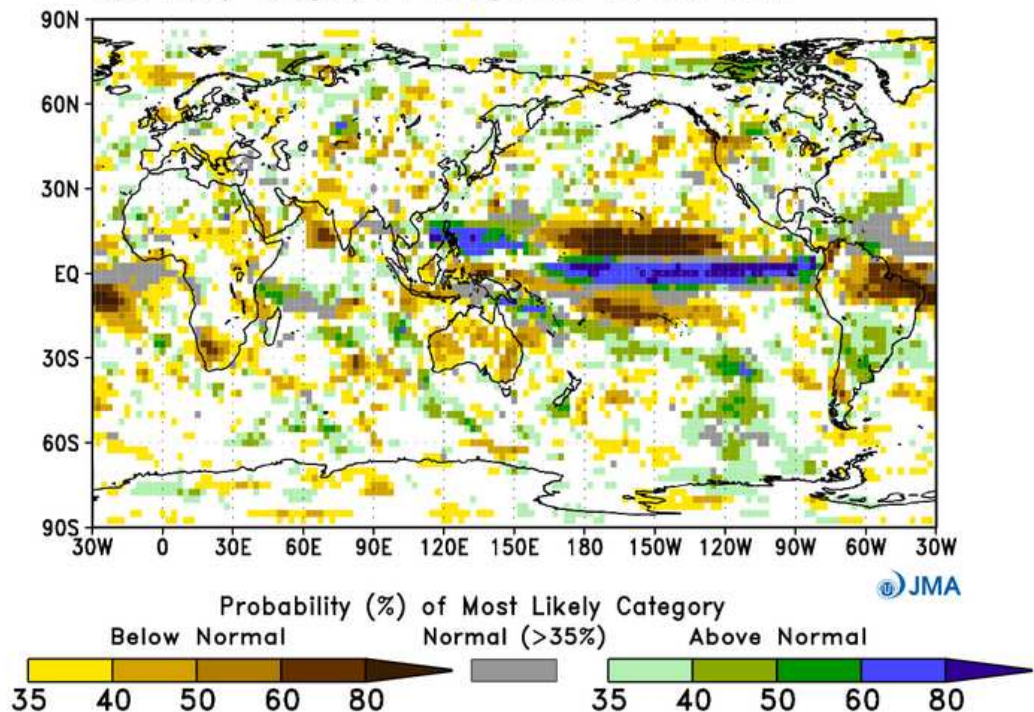 90N
60N
30N
EQ
30S
60S
90S
30W 0 30E 60E 90E 120E 150E 180 150W 120W 90W 60W 30W
JMA
Probability (%) of Most Likely Category
Below Normal Normal (>35%) Above Normal
35 40 50 60 80 35 40 50 60 80